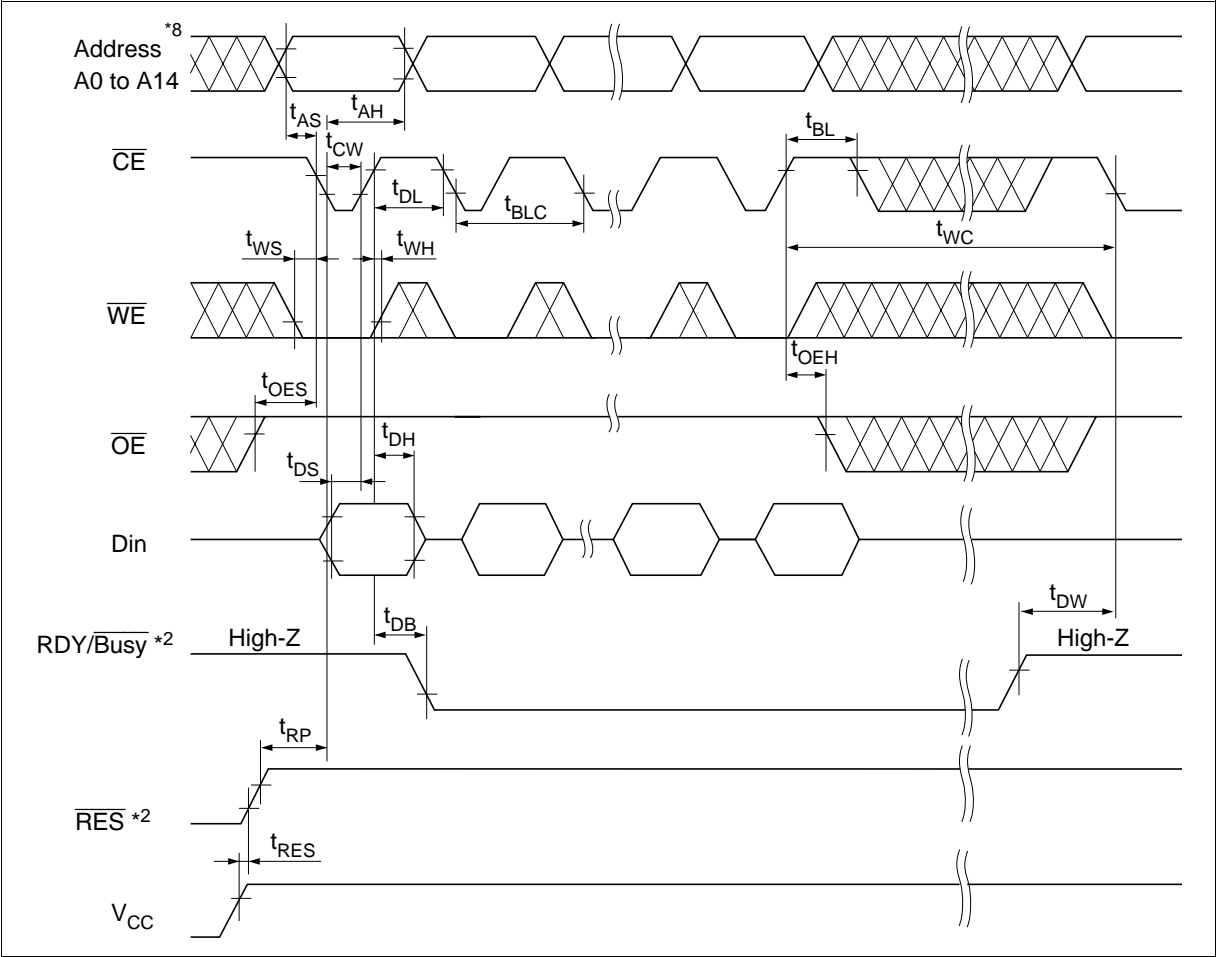 Address *8
A0 to A14
tAS
tAH
CE
tCW
tBL
tDL
tBLC
tWC
tWS
tWH
WE
tOEH
tOES
OE
tDH
tDS
Din
tDB
tDW
RDY/Busy *2
High-Z
High-Z
tRP
RES *2
tRES
VCC